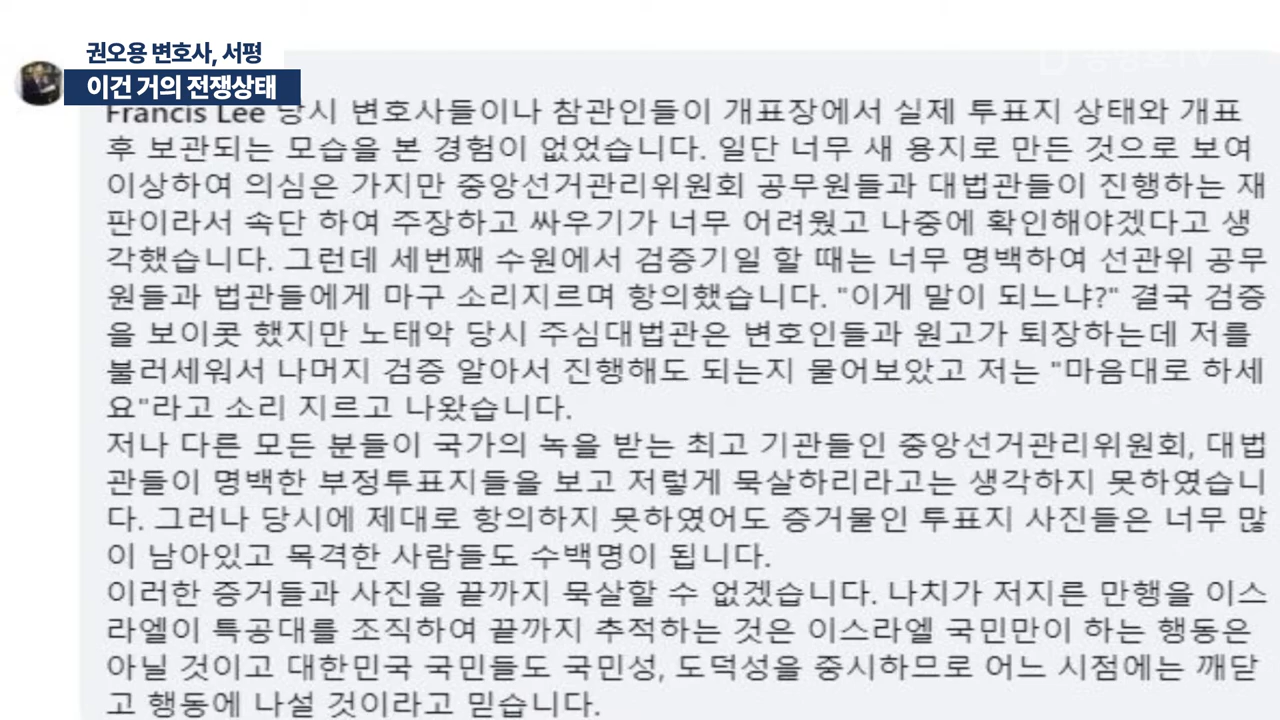 권오용 변호사, 서평
이건 거의 전쟁상태
Francis Lee 당시 변호사들이나 참관인들이 개표장에서 실제 투표지 상태와 개표
후 보관되는 모습을 본 경험이 없었습니다. 일단 너무 새 용지로 만든 것으로 보여
이상하여 의심은 가지만 중앙선거관리위원회 공무원들과 대법관들이 진행하는 재
판이라서 속단 하여 주장하고 싸우기가 너무 어려웠고 나중에 확인해야겠다고 생
각했습니다. 그런데 세번째 수원에서 검증기일 할 때는 너무 명백하여 선관위 공무
원들과 법관들에게 마구 소리지르며 항의했습니다. "이게 말이 되느냐?" 결국 검증
을 보이콧 했지만 노태악 당시 주심대법관은 변호인들과 원고가 퇴장하는데 저를
불러세워서 나머지 검증 알아서 진행해도 되는지 물어보았고 저는 "마음대로 하세
요"라고 소리 지르고 나왔습니다.
저나 다른 모든 분들이 국가의 녹을 받는 최고 기관들인 중앙선거관리위원회, 대법
관들이 명백한 부정투표지들을 보고 저렇게 묵살하리라고는 생각하지 못하였습니
다. 그러나 당시에 제대로 항의하지 못하였어도 증거물인 투표지 사진들은 너무 많
이 남아있고 목격한 사람들도 수백명이 됩니다.
이러한 증거들과 사진을 끝까지 묵살할 수 없겠습니다. 나치가 저지른 만행을 이스
라엘이 특공대를 조직하여 끝까지 추적하는 것은 이스라엘 국민만이 하는 행동은
아닐 것이고 대한민국 국민들도 국민성, 도덕성을 중시하므로 어느 시점에는 깨닫
고 행동에 나설 것이라고 믿습니다.